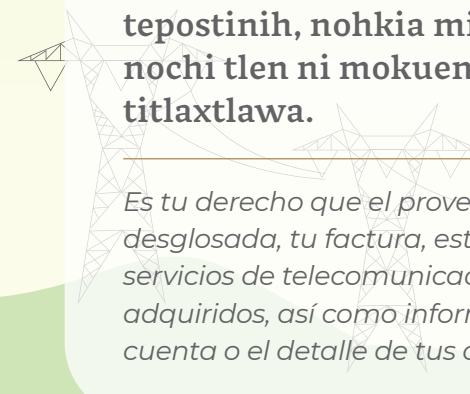 tepostinih, nohkia mi
nochi tlen ni mokuen
titlaxtlawa.
Es tu derecho que el prove
desglosada, tu factura, est
servicios de telecomunicac
adquiridos, así como inforr
cuenta o el detalle de tus c